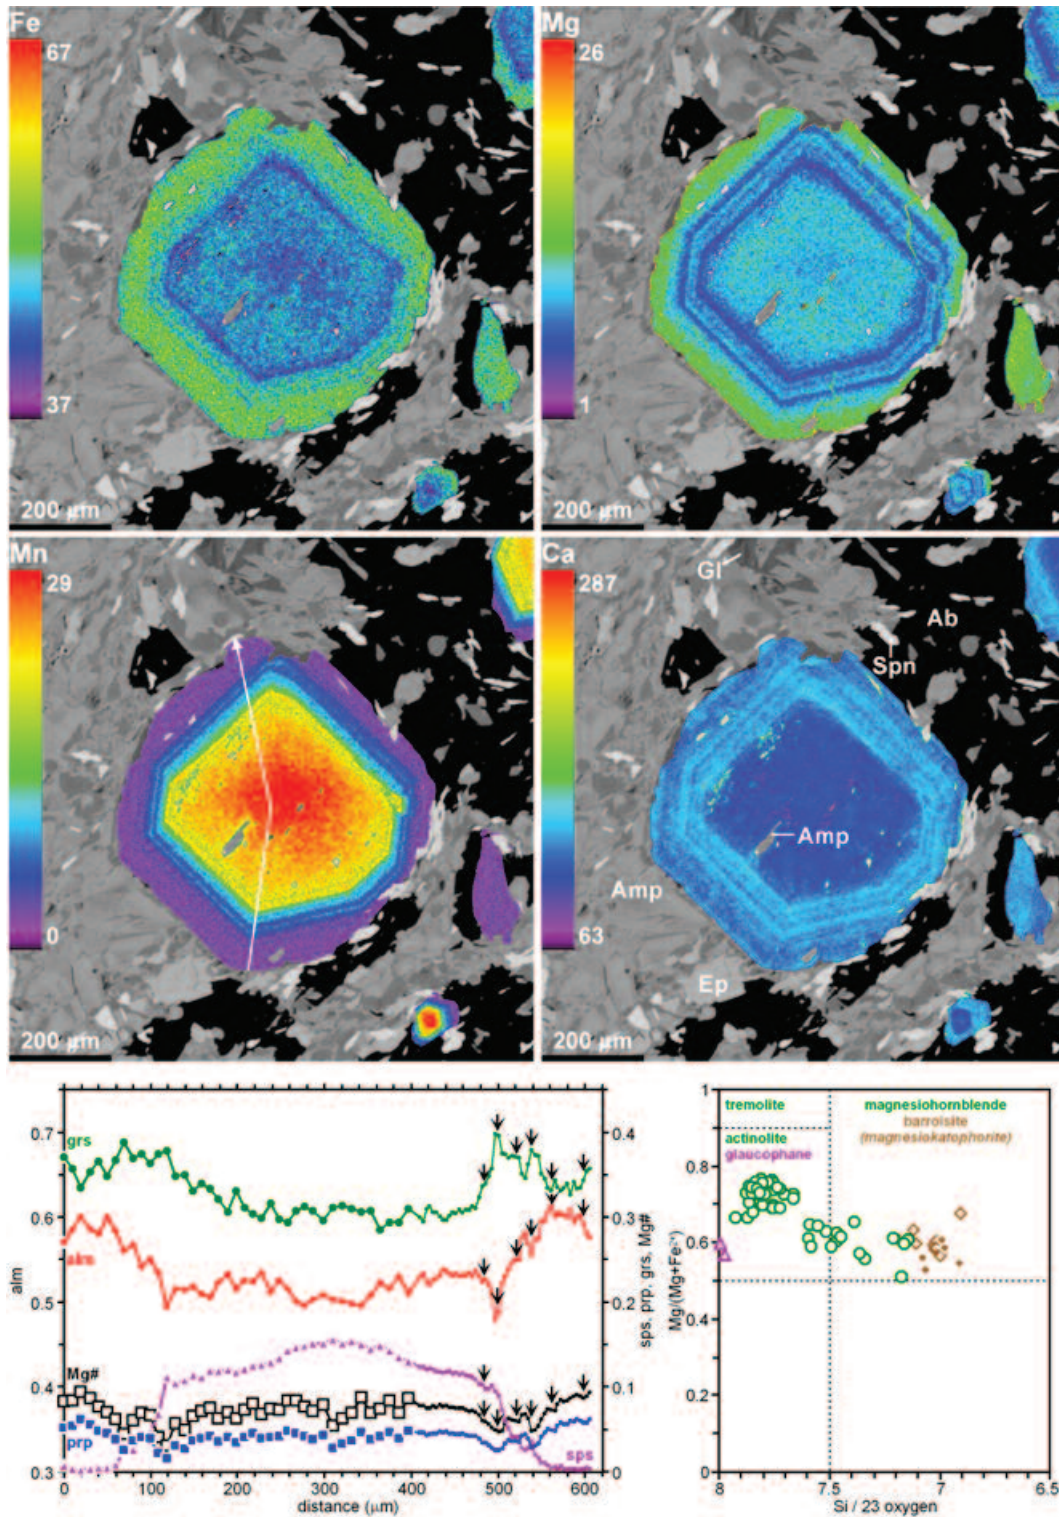 Fe
67
37
200 μm
Mg
26
1
200 μm
Mn
29
0
200 μm
Ca
287
63
200 μm
Gl
Ab
Spn
Amp
Amp
Ep
0.7
0.6
0.5
0.4
0.3
alm
0.4
0.3
0.2
0.1
0
sps, prp, grs, Mg#
grs
alm
Mg#
prp
sps
0 100 200 300 400 500 600
distance (μm)
1
0.8
0.6
0.4
0.2
0
Mg/(Mg+Fe²⁺)
tremolite
actinolite
glaucophane
magnesiohornblende
barroisite
(magnesiokatophorite)
8 7.5 7 6.5
Si / 23 oxygen